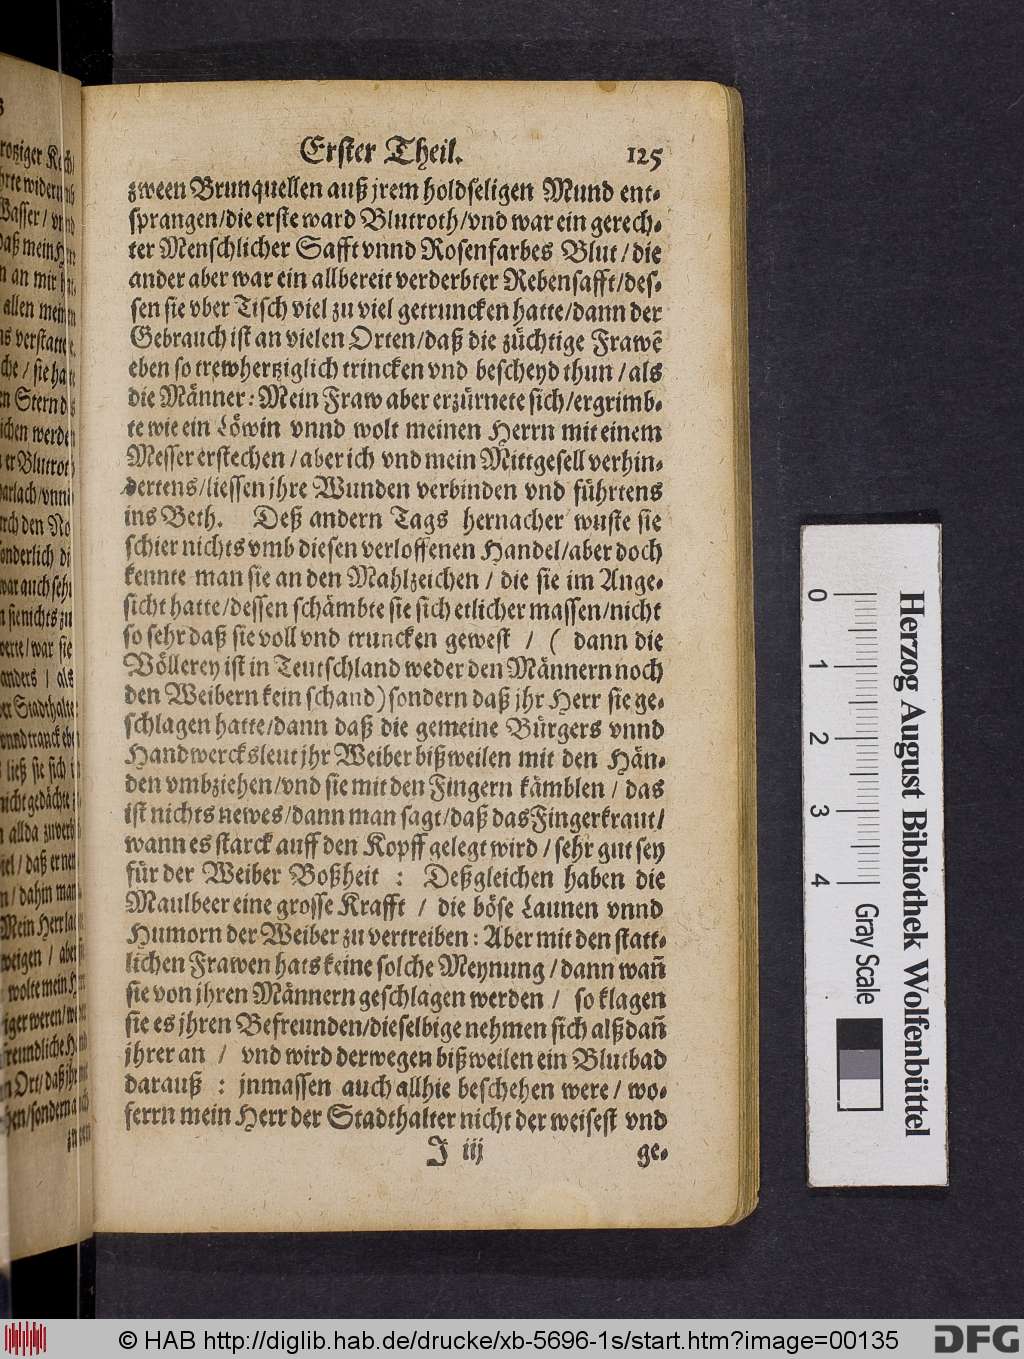 Erster Theil. 125
zween Brunquellen auß jrem holdseligen Mund ent-
sprangen/die erste ward Blutroth/vnd war ein gerech-
ter Menschlicher Safft vnnd Rosenfarbes Blut/die
ander aber war ein allbereit verderbter Rebensafft/des-
sen sie vber Tisch viel zu viel getruncken hatte/dann der
Gebrauch ist an vielen Orten/daß die züchtige Frawē
eben so trewhertziglich trincken vnd bescheyd thun/als
die Männer: Mein Fraw aber erzürnete sich/ergrimb-
te wie ein Löwin vnnd wolt meinen Herrn mit einem
Messer erstechen/aber ich vnd mein Mittgesell verhin-
dertens/liessen jhre Wunden verbinden vnd führtens
ins Beth. Deß andern Tags hernacher wuste sie
schier nichts vmb diesen verloffenen Handel/aber doch
kennte man sie an den Mahlzeichen/die sie im Ange-
sicht hatte/dessen schämbte sie sich etlicher massen/nicht
so sehr daß sie voll vnd truncken gewest / ( dann die
Völlerey ist in Teutschland weder den Männern noch
den Weibern kein schand) sondern daß jhr Herr sie ge-
schlagen hatte/dann daß die gemeine Bürgers vnnd
Handwercksleut jhr Weiber bißweilen mit den Hän-
den vmbziehen/vnd sie mit den Fingern kämblen/das
ist nichts newes/dann man sagt/daß das Fingerkraut/
wann es starck auff den Kopff gelegt wird/sehr gut sey
für der Weiber Boßheit : Deßgleichen haben die
Maulbeer eine grosse Krafft / die böse Launen vnnd
Humorn der Weiber zu vertreiben: Aber mit den statt-
lichen Frawen hats keine solche Meynung/dann wañ
sie von jhren Männern geschlagen werden / so klagen
sie es jhren Befreunden/dieselbige nehmen sich alßdañ
jhrer an / vnd wird derwegen bißweilen ein Blutbad
darauß : jnmassen auch allhie beschehen were/wo-
ferrn mein Herr der Stadthalter nicht der weisest vnd
J iij ge-
0 1 2 3 4 Gray Scale
Herzog August Bibliothek Wolfenbüttel
© HAB http://diglib.hab.de/drucke/xb-5696-1s/start.htm?image=00135
DFG